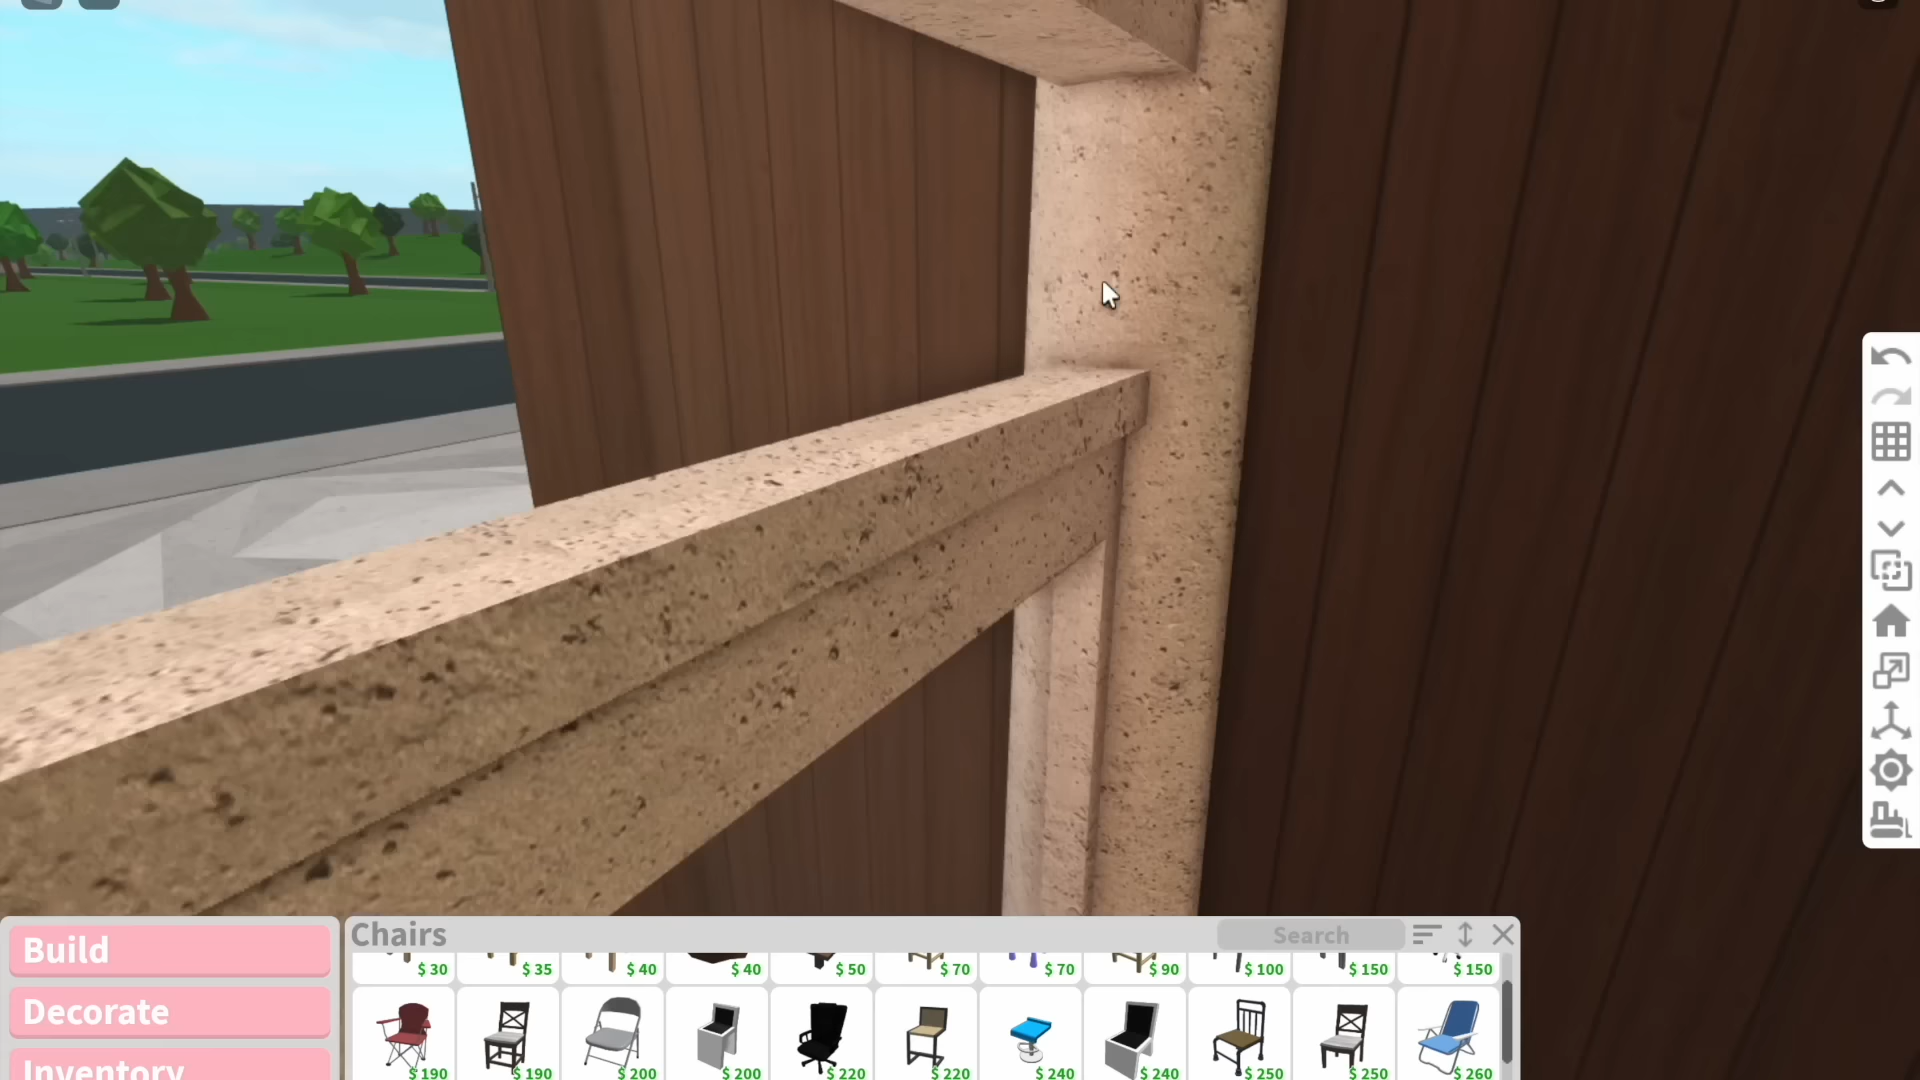 Build
Decorate
Inventory
Chairs
Search
$ 30 $ 35 $ 40 $ 40 $ 50 $ 70 $ 70 $ 90 $ 100 $ 150 $ 150
$ 190 $ 190 $ 200 $ 200 $ 220 $ 220 $ 240 $ 240 $ 250 $ 250 $ 260